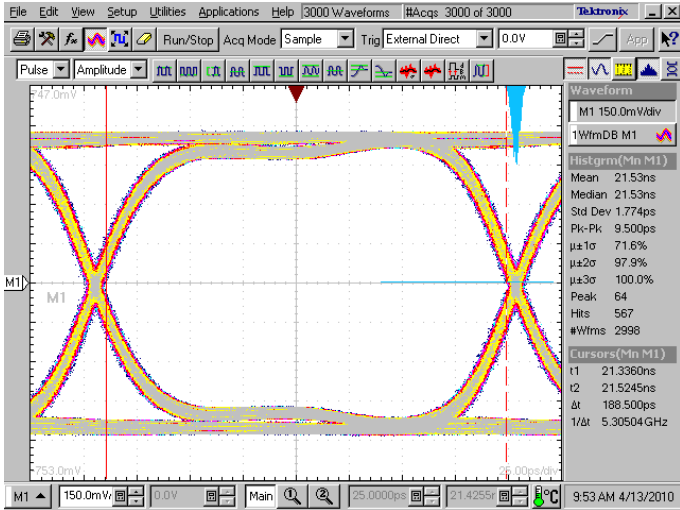 File Edit View Setup Utilities Applications Help 3000 Waveforms #Acqs 3000 of 3000 Tektronix
Run/Stop Acq Mode Sample Trig External Direct 0.0V App
Pulse Amplitude
747.0mV
Waveform
M1 150.0mV/div
1WfmDB M1
Histgrm(Mn M1)
Mean 21.53ns
Median 21.53ns
Std Dev 1.774ps
Pk-Pk 9.500ps
µ±1σ 71.6%
µ±2σ 97.9%
µ±3σ 100.0%
Peak 64
Hits 567
#Wfms 2998
Cursors(Mn M1)
t1 21.3360ns
t2 21.5245ns
Δt 188.500ps
1/Δt 5.30504GHz
M1
M1
753.0mV
25.00ps/div
M1 150.0mV/ 0.0V Main 25.0000ps 21.4255r °C 9:53 AM 4/13/2010